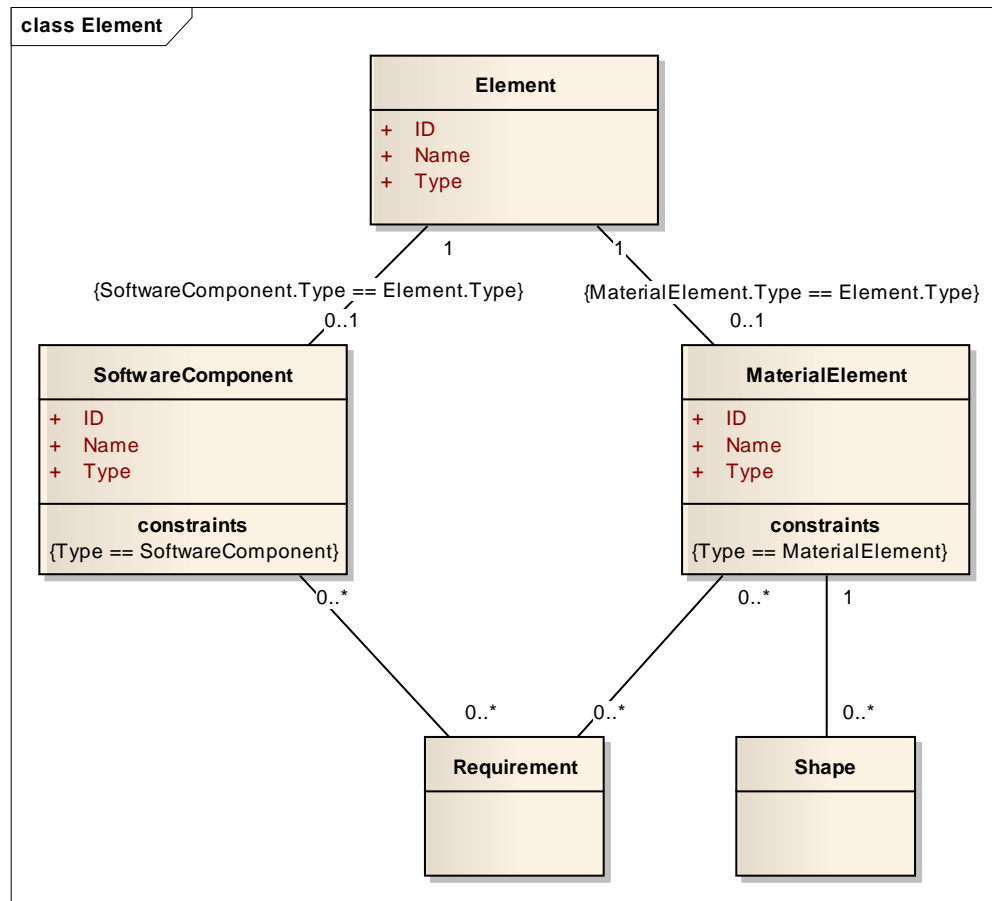 class Element
Element
+ ID
+ Name
+ Type
1
1
{SoftwareComponent.Type == Element.Type}
{MaterialElement.Type == Element.Type}
0..1
0..1
SoftwareComponent
+ ID
+ Name
+ Type
constraints
{Type == SoftwareComponent}
MaterialElement
+ ID
+ Name
+ Type
constraints
{Type == MaterialElement}
0..*
0..*
1
0..*
0..*
0..*
Requirement
Shape